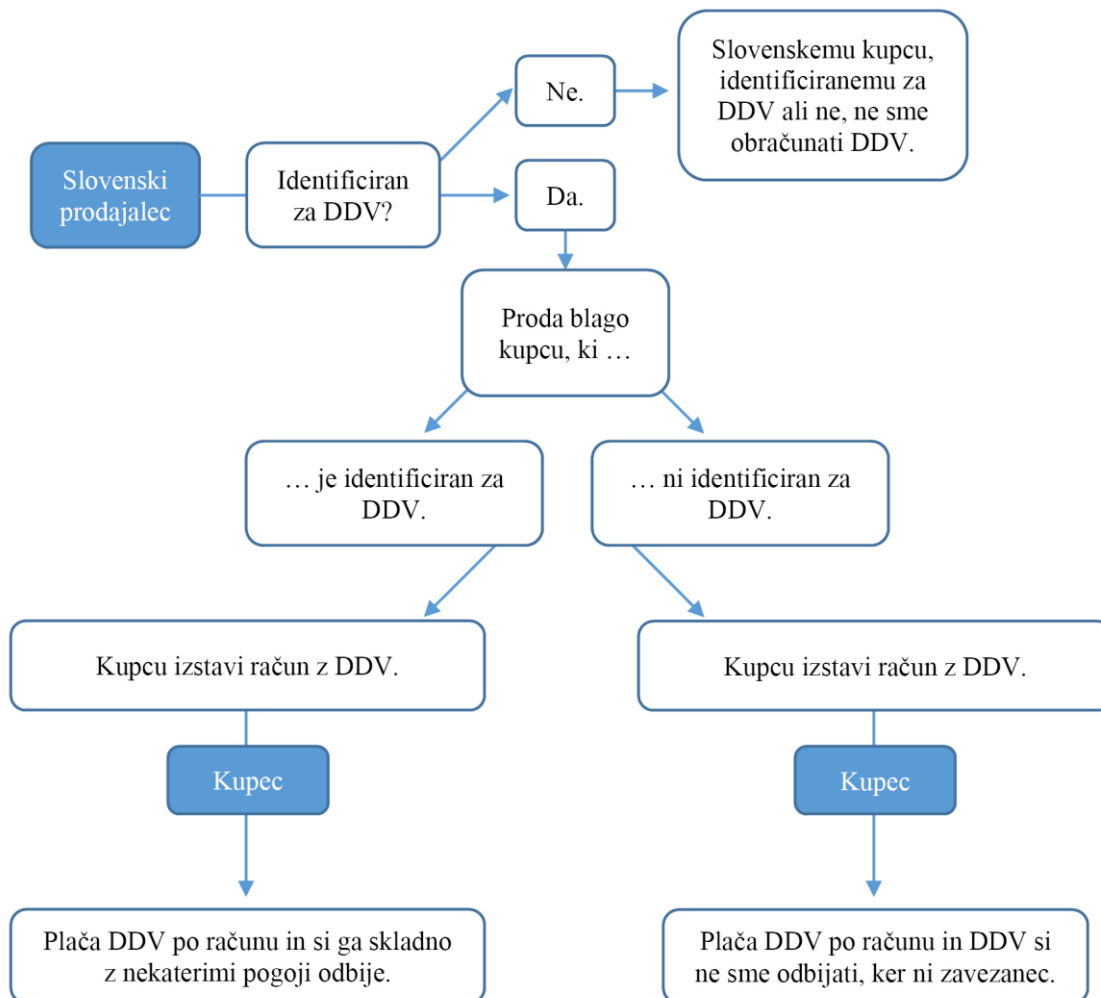 Slovenski
prodajalec
Identificiran
za DDV?
Ne.
Slovenskemu kupcu,
identificiranemu za
DDV ali ne, ne sme
obračunati DDV.
Da.
Proda blago
kupcu, ki …
… je identificiran za
DDV.
… ni identificiran za
DDV.
Kupcu izstavi račun z DDV.
Kupcu izstavi račun z DDV.
Kupec
Kupec
Plača DDV po računu in si ga skladno
z nekaterimi pogoji odbije.
Plača DDV po računu in DDV si
ne sme odbijati, ker ni zavezanec.